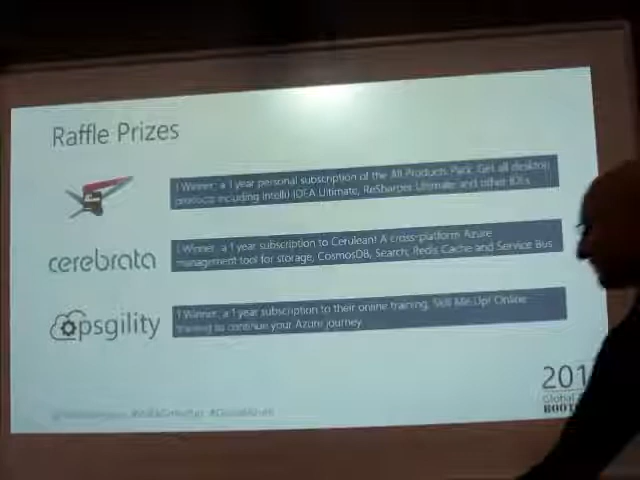 Raffle Prizes
1 Winner: a 1 year personal subscription of the All Products Pack. Get all desktop
products including IntelliJ IDEA Ultimate, ReSharper Ultimate and other IDEs
cerebrata
1 Winner: a 1 year subscription to Cerulean! A cross-platform Azure
management tool for storage, CosmosDB, Search, Redis Cache and Service Bus
opsgility
1 Winner: a 1 year subscription to their online training, Skill Me Up! Online
training to continue your Azure journey
201
Global
BOOT
#GlobalAzure